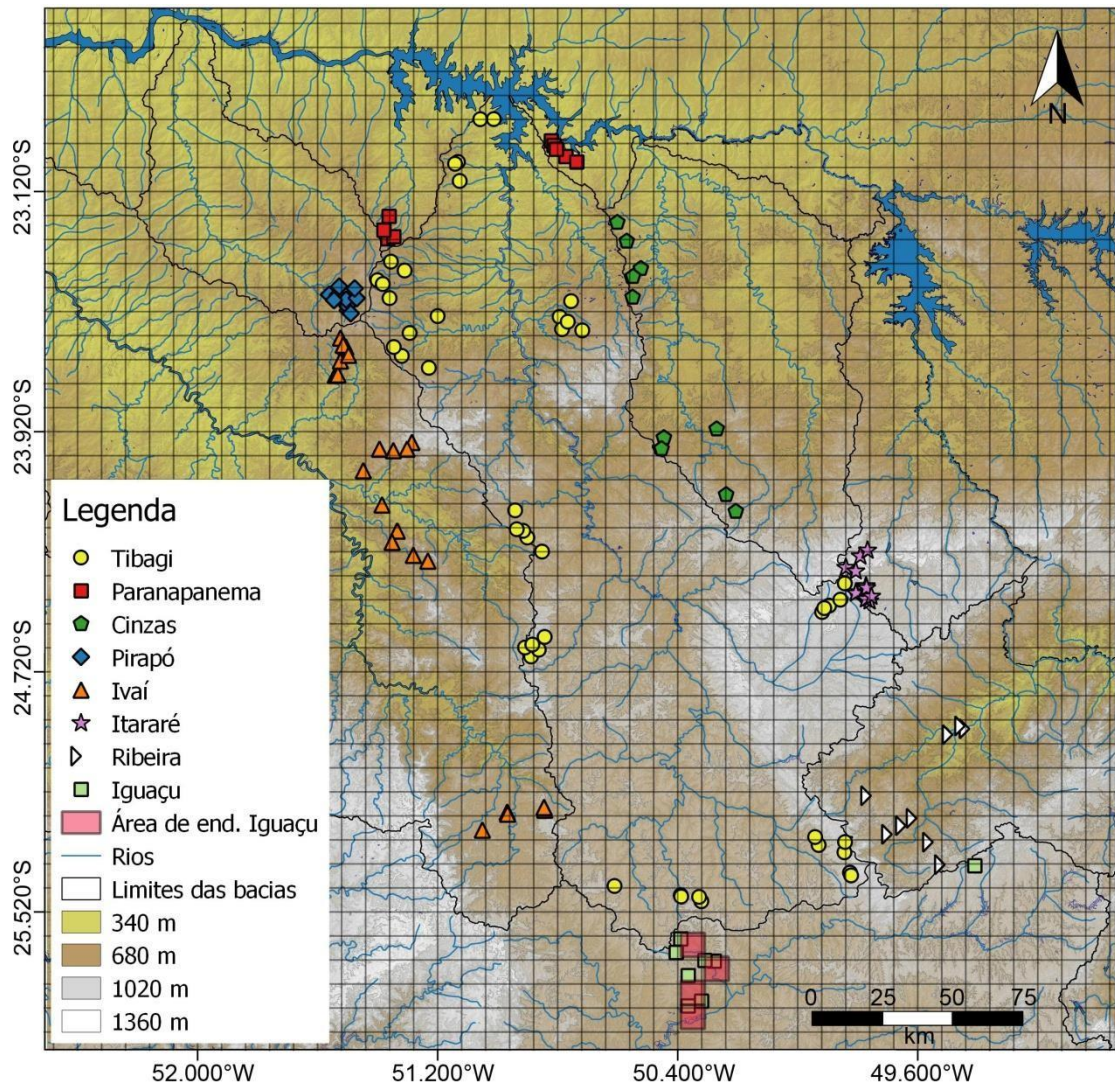 N
23.120°S
23.920°S
24.720°S
25.520°S
Legenda
Tibagi
Paranapanema
Cinzas
Pirapó
Ivaí
Itararé
Ribeira
Iguaçu
Área de end. Iguaçu
Rios
Limites das bacias
340 m
680 m
1020 m
1360 m
0 25 50 75
km
52.000°W 51.200°W 50.400°W 49.600°W